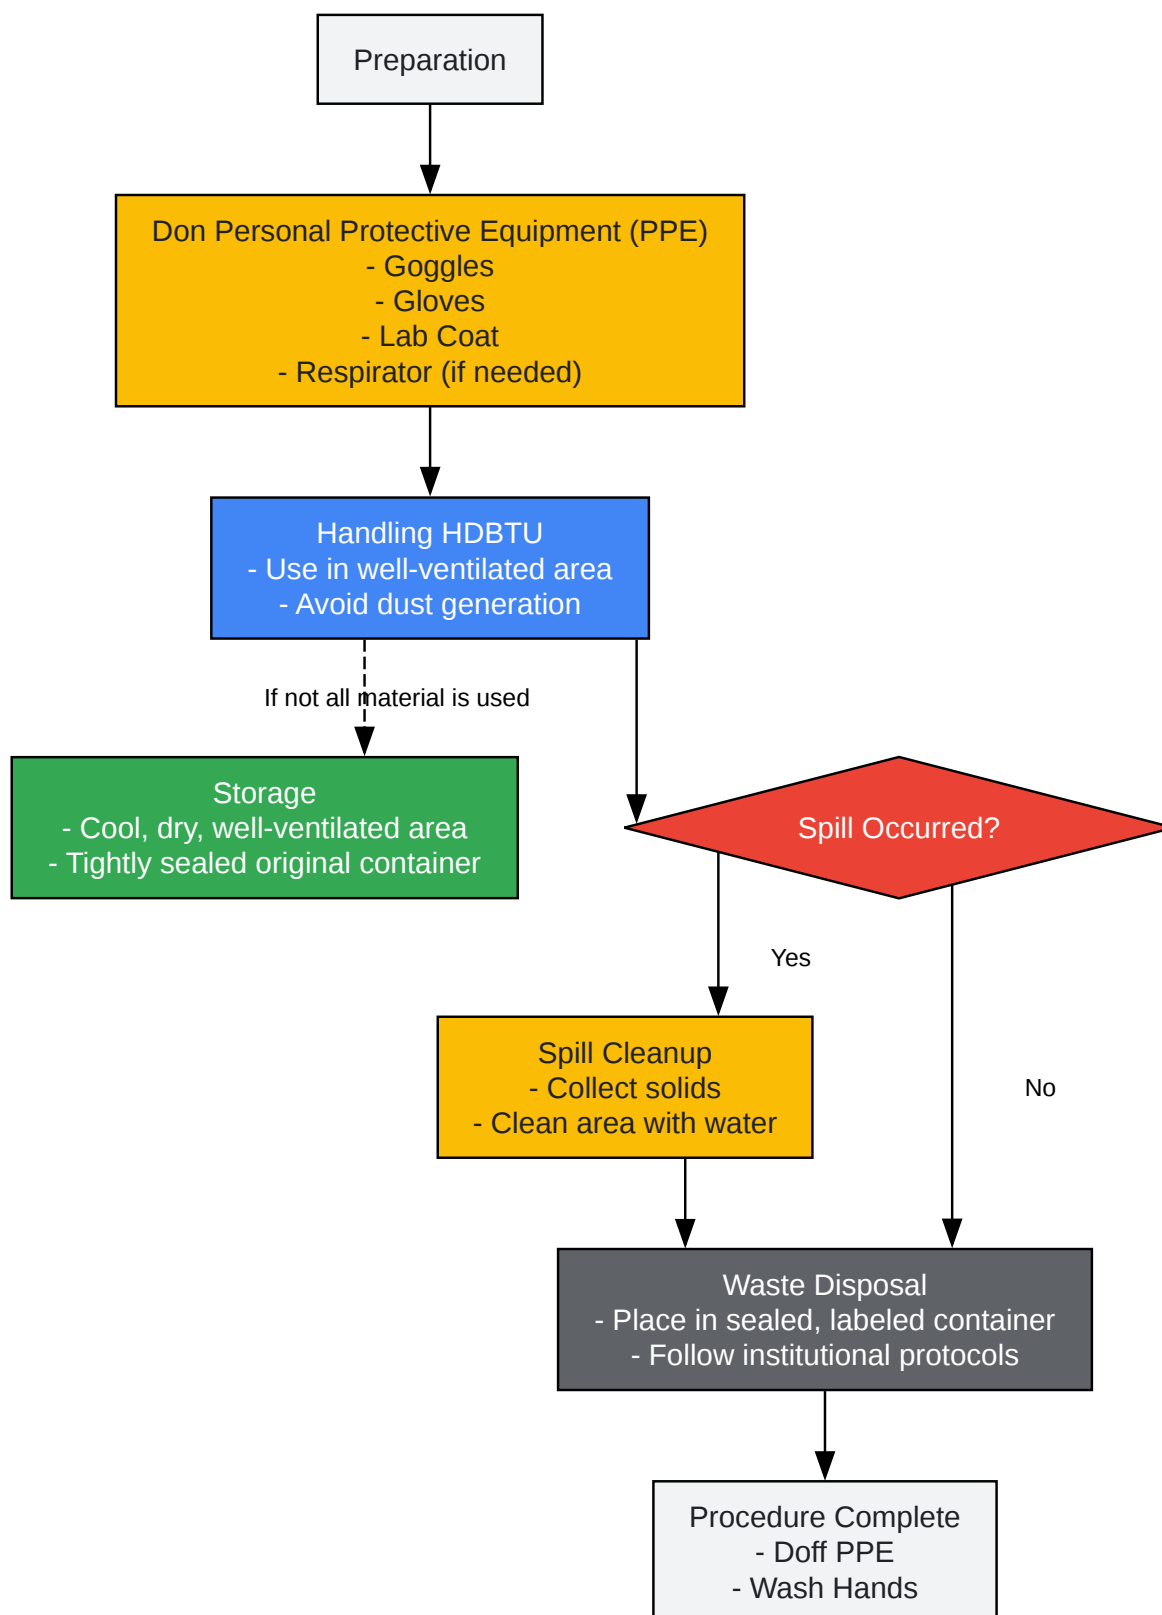 Preparation
Don Personal Protective Equipment (PPE)
- Goggles
- Gloves
- Lab Coat
- Respirator (if needed)
Handling HDBTU
- Use in well-ventilated area
- Avoid dust generation
If not all material is used
Storage
- Cool, dry, well-ventilated area
- Tightly sealed original container
Spill Occurred?
Yes
Spill Cleanup
- Collect solids
- Clean area with water
No
Waste Disposal
- Place in sealed, labeled container
- Follow institutional protocols
Procedure Complete
- Doff PPE
- Wash Hands